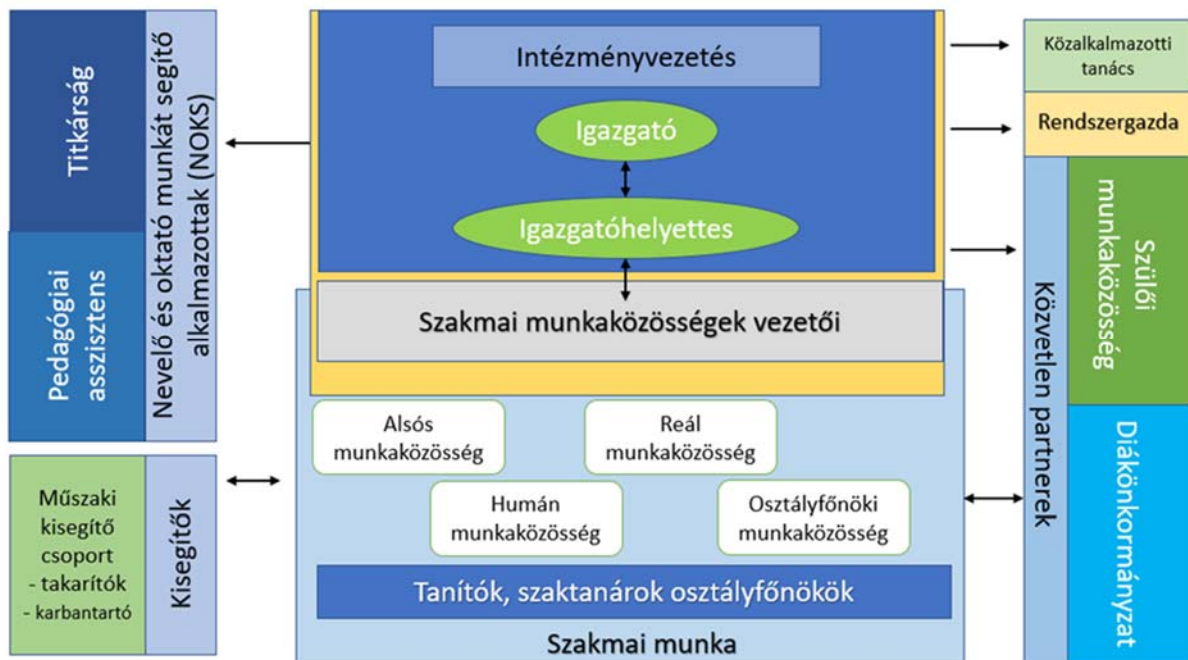 Titkárság
Pedagógiai
asszisztens
Nevelő és oktató munkát segítő
alkalmazottak (NOKS)
Műszaki
kisegítő
csoport
- takarítók
- karbantartó
Kisegítők
Intézményvezetés
Igazgató
Igazgatóhelyettes
Szakmai munkaközösségek vezetői
Alsós
munkaközösség
Reál
munkaközösség
Humán
munkaközösség
Osztályfőnöki
munkaközösség
Tanítók, szaktanárok osztályfőnökök
Szakmai munka
Közalkalmazotti
tanács
Rendszergazda
Közvetlen partnerek
Szülői
munkaközösség
Diákönkormányzat